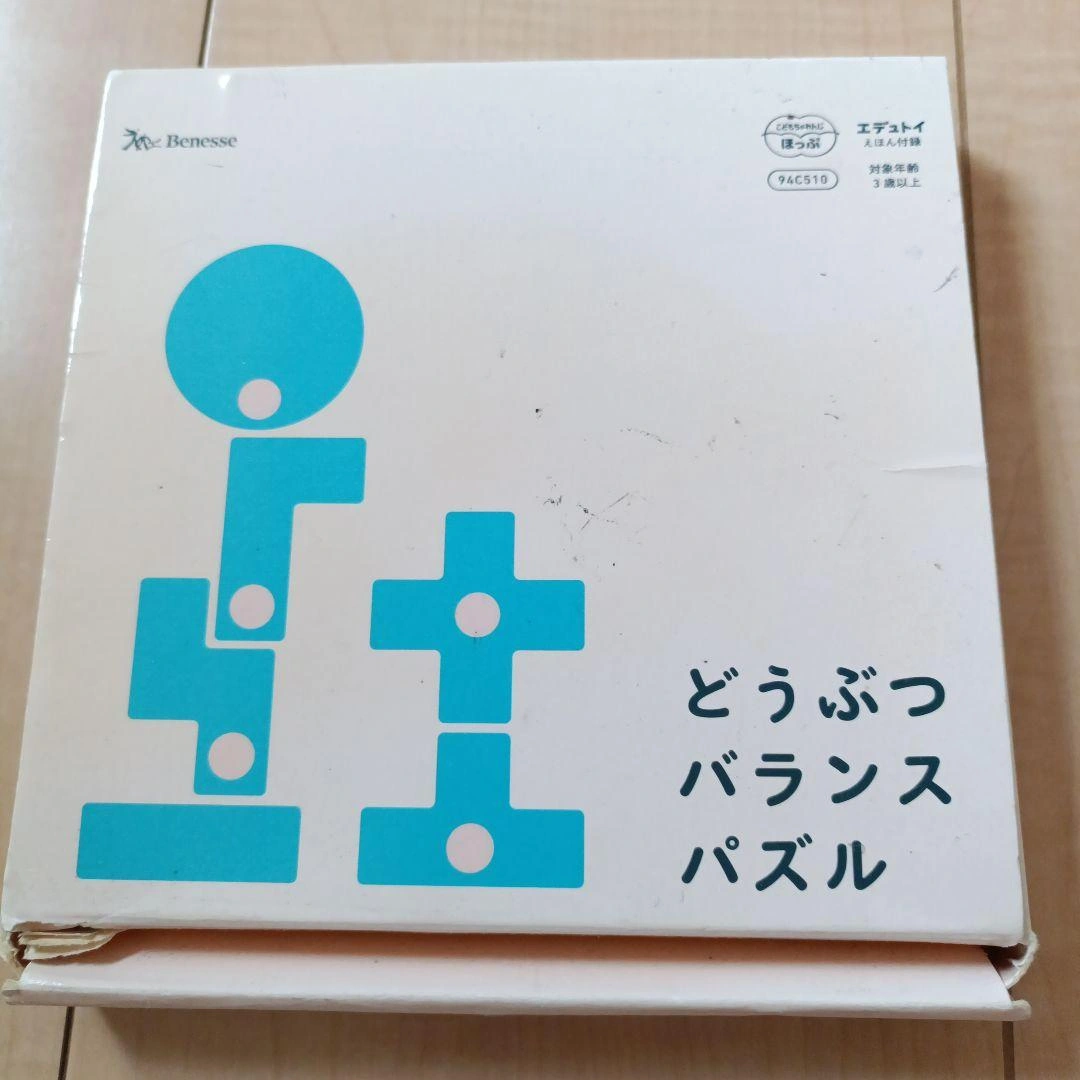 Benesse
こどもちゃれんじ
ほっぷ
94C510
エデュトイ
えほん付録
対象年齢
3歳以上
どうぶつ
バランス
パズル